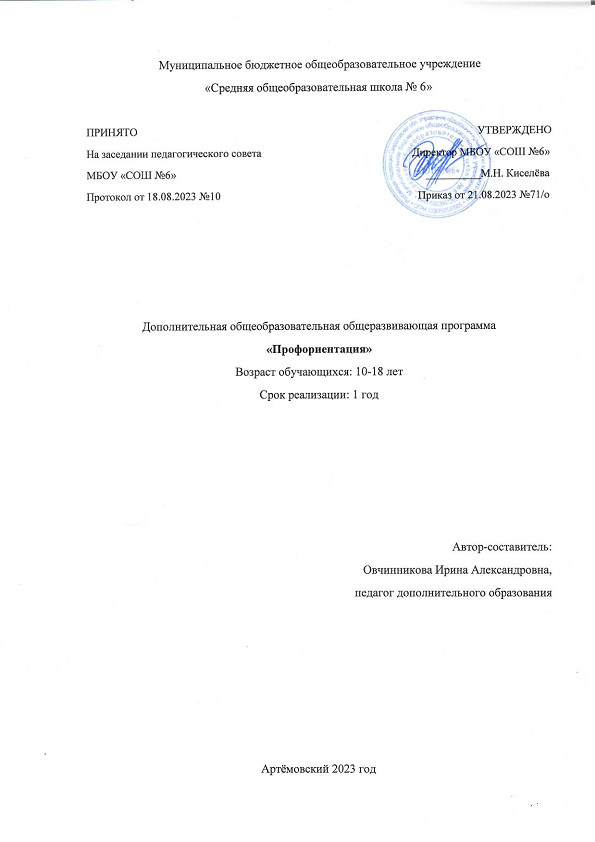 Муниципальное бюджетное общеобразовательное учреждение
«Средняя общеобразовательная школа № 6»
ПРИНЯТО
На заседании педагогического совета
МБОУ «СОШ №6»
Протокол от 18.08.2023 №10
УТВЕРЖДЕНО
Директор МБОУ «СОШ №6»
М.Н. Киселёва
Приказ от 21.08.2023 №71/о
Дополнительная общеобразовательная общеразвивающая программа
«Профориентация»
Возраст обучающихся: 10-18 лет
Срок реализации: 1 год
Автор-составитель:
Овчинникова Ирина Александровна,
педагог дополнительного образования
Артёмовский 2023 год